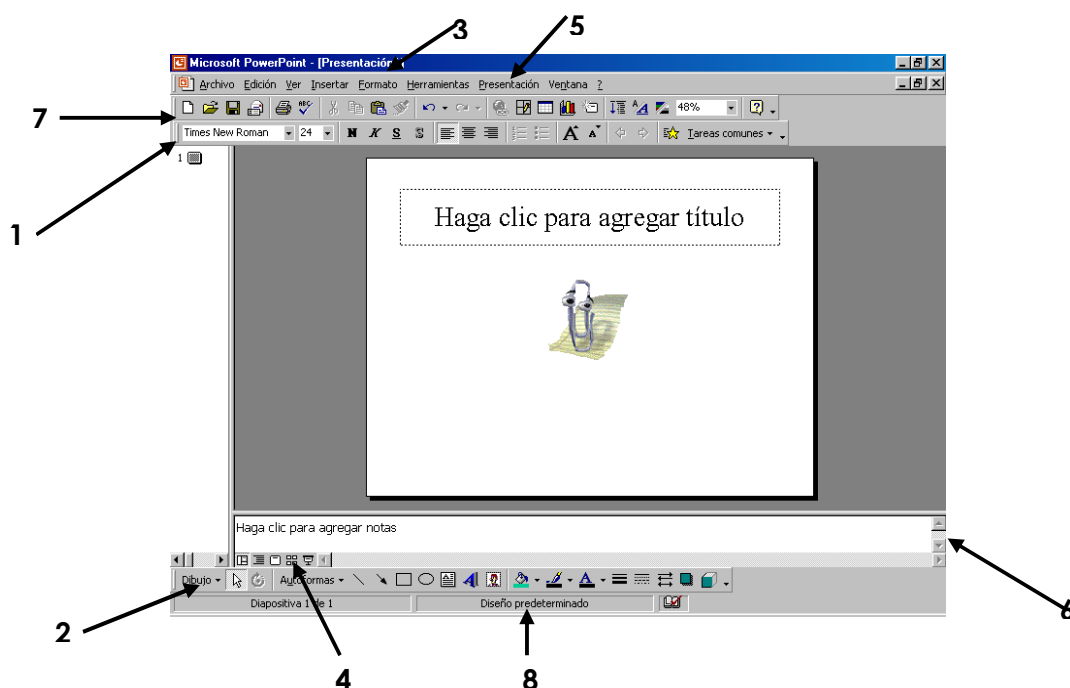 3
5
Microsoft PowerPoint - [Presentación
Archivo Edición Ver Insertar Formato Herramientas Presentación Ventana ?
7
ABC 48% ?
1
Times New Roman 24 N K S S A A Tareas comunes
1
Haga clic para agregar título
Haga clic para agregar notas
Dibujo Autoformas A A
6
Diapositiva 1 de 1 Diseño predeterminado
2
4
8